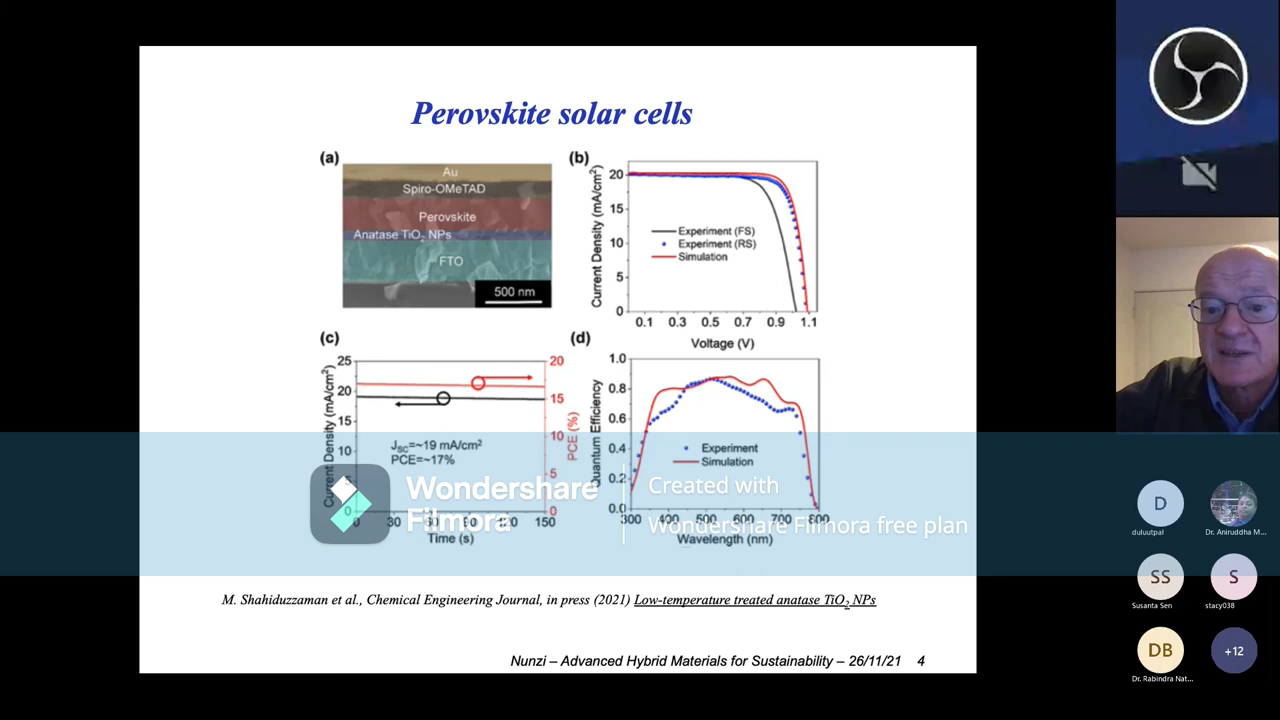 Perovskite solar cells
(a)
Au
Spiro-OMeTAD
Perovskite
Anatase TiO2 NPs
FTO
500 nm
(b)
Current Density (mA/cm²)
20
15
10
5
0
Experiment (FS)
Experiment (RS)
Simulation
0.1 0.3 0.5 0.7 0.9 1.1
Voltage (V)
(c)
Current Density (mA/cm²)
25
20
15
10
5
0
20
15
10
5
0
PCE (%)
JSC=~19 mA/cm²
PCE=~17%
0 30 60 90 120 150
Time (s)
(d)
Quantum Efficiency
1.0
0.8
0.6
0.4
0.2
0.0
Experiment
Simulation
300 400 500 600 700 800
Wavelength (nm)
Wondershare
Filmora
Created with
Wondershare Filmora free plan
M. Shahiduzzaman et al., Chemical Engineering Journal, in press (2021) Low-temperature treated anatase TiO2 NPs
Nunzi – Advanced Hybrid Materials for Sustainability – 26/11/21 4
D
duluutpal
Dr. Aniruddha M...
SS
Susanta Sen
S
stacy038
DB
Dr. Rabindra Nat...
+12